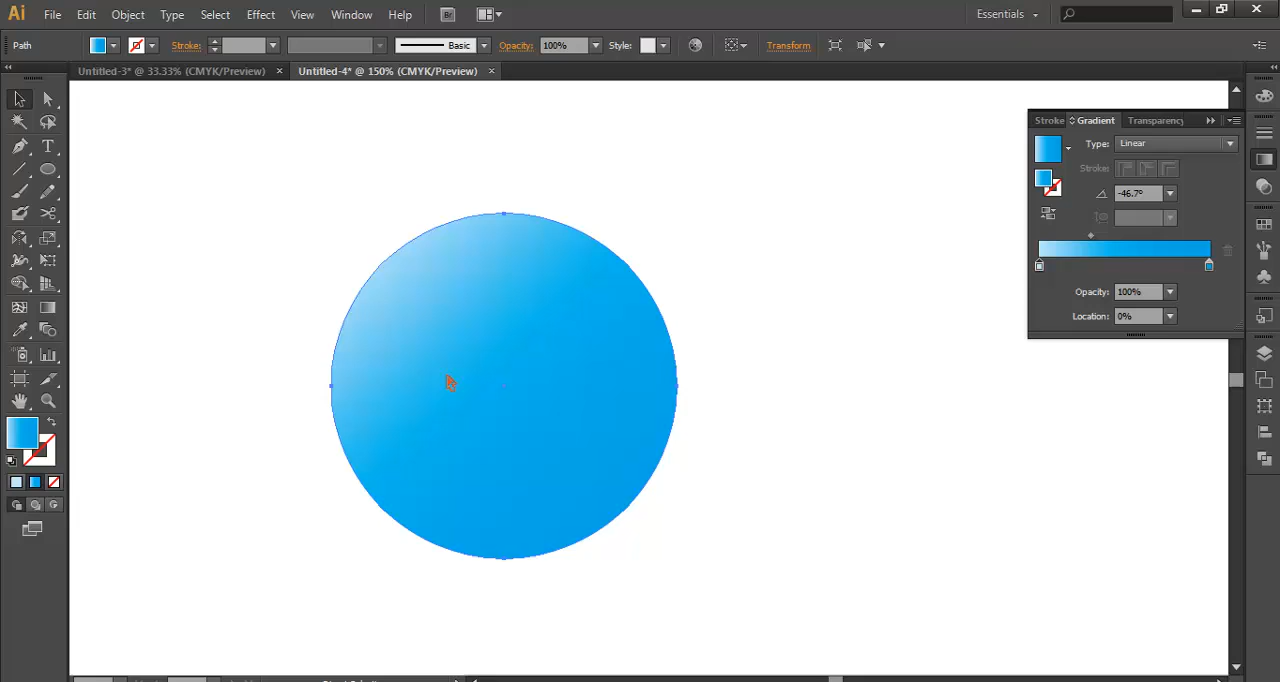 Ai File Edit Object Type Select Effect View Window Help Br Essentials
Path Stroke: Basic Opacity: 100% Style: Transform
Untitled-3* @ 33.33% (CMYK/Preview) × Untitled-4* @ 150% (CMYK/Preview) ×
Stroke Gradient Transparency
Type: Linear
Stroke:
-46.7°
Opacity: 100%
Location: 0%